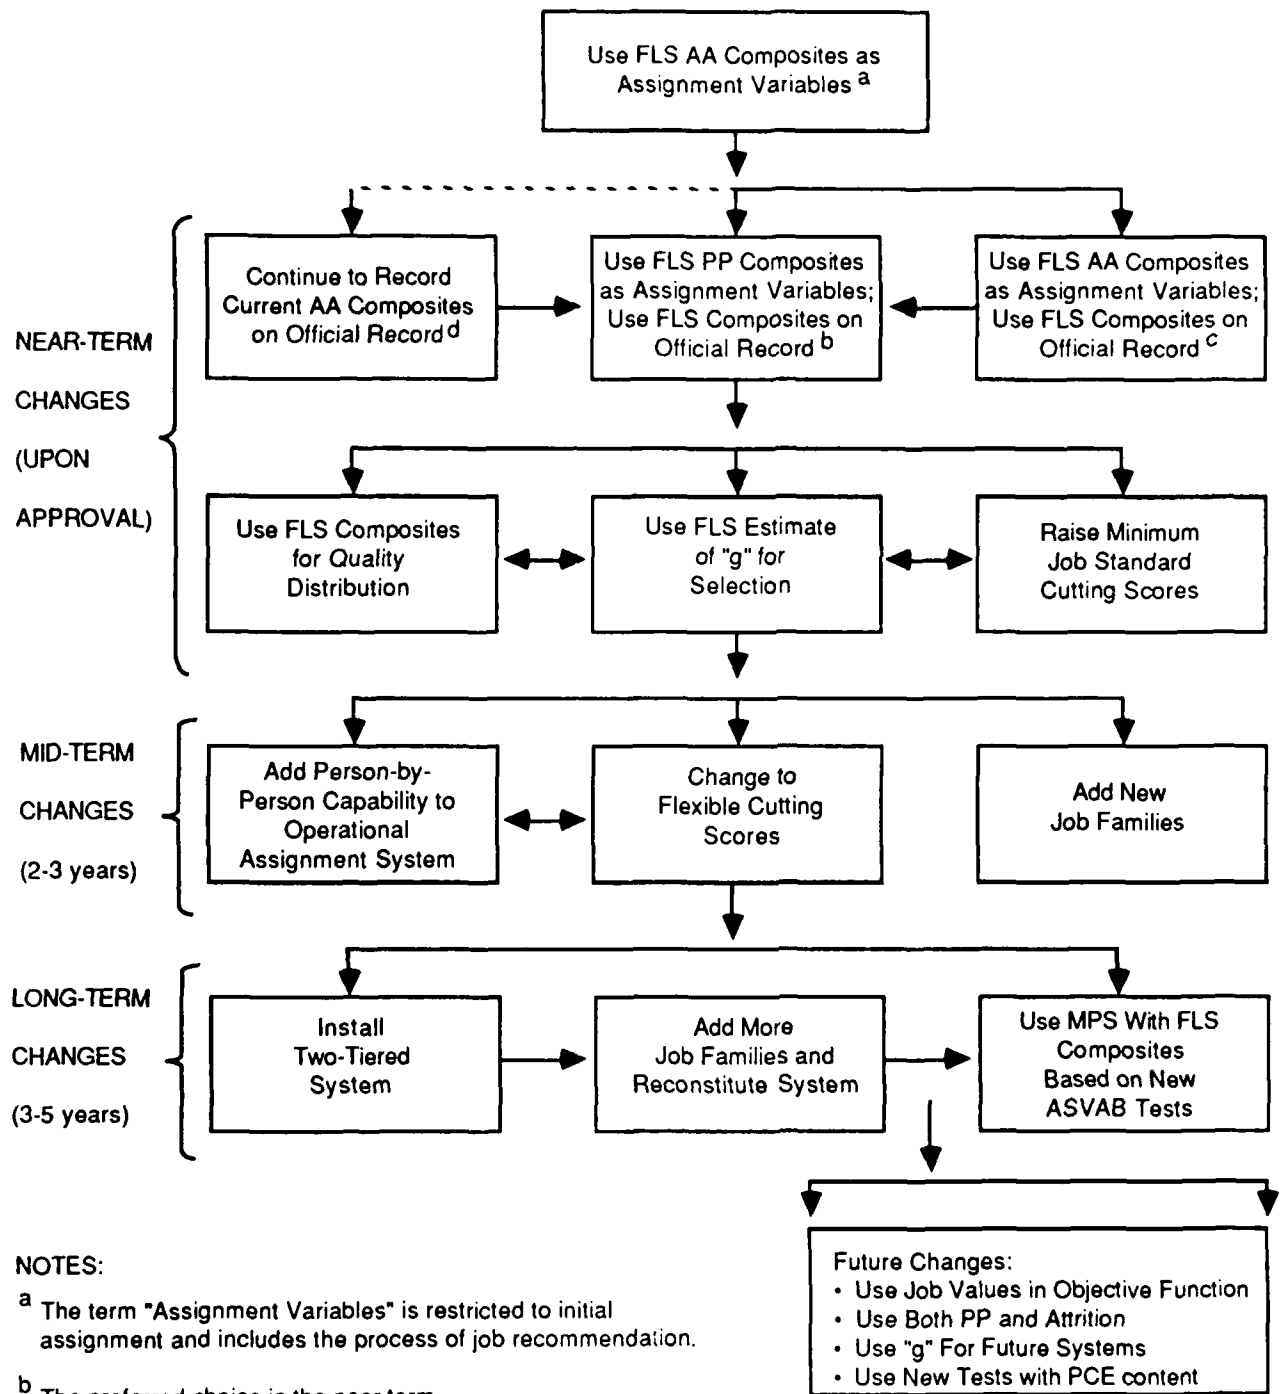 Use FLS AA Composites as
Assignment Variables a
NEAR-TERM
CHANGES
(UPON
APPROVAL)
Continue to Record
Current AA Composites
on Official Record d
Use FLS PP Composites
as Assignment Variables;
Use FLS Composites on
Official Record b
Use FLS AA Composites
as Assignment Variables;
Use FLS Composites on
Official Record c
Use FLS Composites
for Quality
Distribution
Use FLS Estimate
of "g" for
Selection
Raise Minimum
Job Standard
Cutting Scores
MID-TERM
CHANGES
(2-3 years)
Add Person-by-
Person Capability to
Operational
Assignment System
Change to
Flexible Cutting
Scores
Add New
Job Families
LONG-TERM
CHANGES
(3-5 years)
Install
Two-Tiered
System
Add More
Job Families and
Reconstitute System
Use MPS With FLS
Composites
Based on New
ASVAB Tests
Future Changes:
• Use Job Values in Objective Function
• Use Both PP and Attrition
• Use "g" For Future Systems
• Use New Tests with PCE content
NOTES:
a The term "Assignment Variables" is restricted to initial
assignment and includes the process of job recommendation.
b